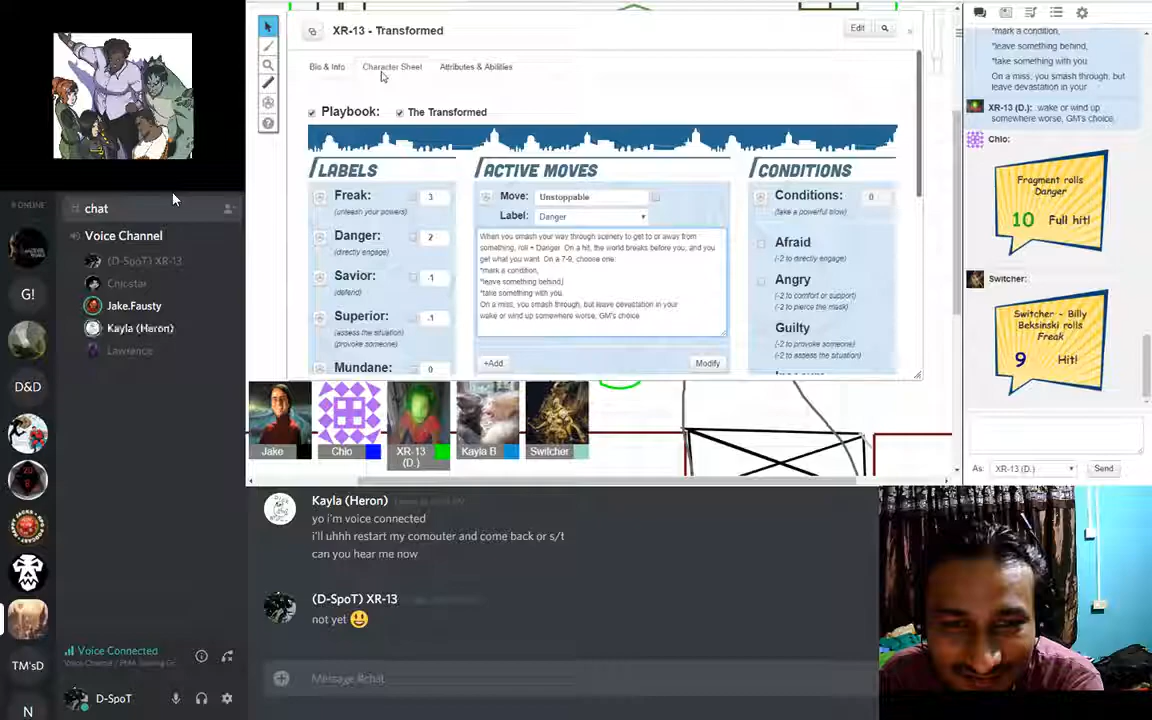 XR-13 - Transformed
Edit
Bio & Info
Character Sheet
Attributes & Abilities
Playbook:
The Transformed
LABELS
Freak:
3
(unleash your powers)
Danger:
2
(directly engage)
Savior:
-1
(defend)
Superior:
-1
(assess the situation)
(provoke someone)
Mundane:
0
ACTIVE MOVES
Move:
Unstoppable
Label:
Danger
When you smash your way through scenery to get to or away from
something, roll + Danger. On a hit, the world breaks before you, and you
get what you want. On a 7-9, choose one:
*mark a condition,
*leave something behind,
*take something with you.
On a miss, you smash through, but leave devastation in your
wake or wind up somewhere worse, GM's choice
+Add
Modify
CONDITIONS
Conditions:
0
(take a powerful blow)
Afraid
(-2 to directly engage)
Angry
(-2 to comfort or support)
(-2 to pierce the mask)
Guilty
(-2 to provoke someone)
(-2 to assess the situation)
*mark a condition,
*leave something behind,
*take something with you.
On a miss, you smash through, but
leave devastation in your
XR-13 (D.): wake or wind up
somewhere worse, GM's choice
Chio:
Fragment rolls
Danger
10
Full hit!
Switcher:
Switcher - Billy
Beksinski rolls
Freak
9
Hit!
As:
XR-13 (D.)
Send
Jake
Chio
XR-13
(D.)
Kayla B
Switcher
chat
Voice Channel
(D-SpoT) XR-13
Jake.Fausty
Kayla (Heron)
Lawrence
G!
D&D
TM'sD
N
Voice Connected
D-SpoT
Kayla (Heron)
yo i'm voice connected
i'll uhhh restart my comouter and come back or s/t
can you hear me now
(D-SpoT) XR-13
not yet 😃
Message #chat